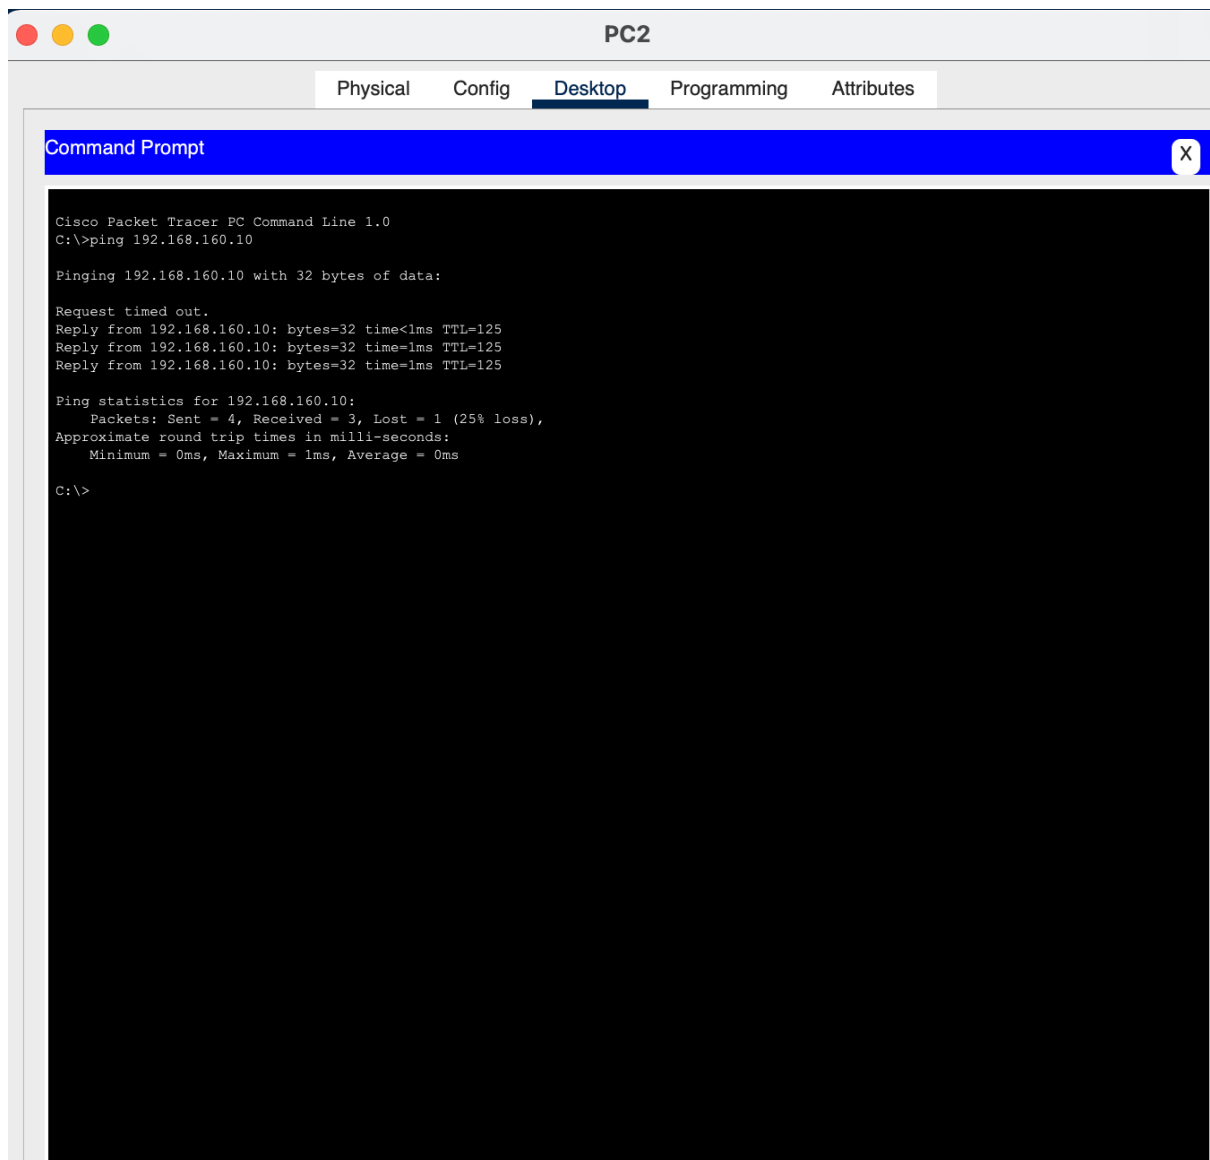 PC2
Physical Config Desktop Programming Attributes
Command Prompt
X
Cisco Packet Tracer PC Command Line 1.0
C:\>ping 192.168.160.10
Pinging 192.168.160.10 with 32 bytes of data:
Request timed out.
Reply from 192.168.160.10: bytes=32 time<1ms TTL=125
Reply from 192.168.160.10: bytes=32 time=1ms TTL=125
Reply from 192.168.160.10: bytes=32 time=1ms TTL=125
Ping statistics for 192.168.160.10:
Packets: Sent = 4, Received = 3, Lost = 1 (25% loss),
Approximate round trip times in milli-seconds:
Minimum = 0ms, Maximum = 1ms, Average = 0ms
C:\>